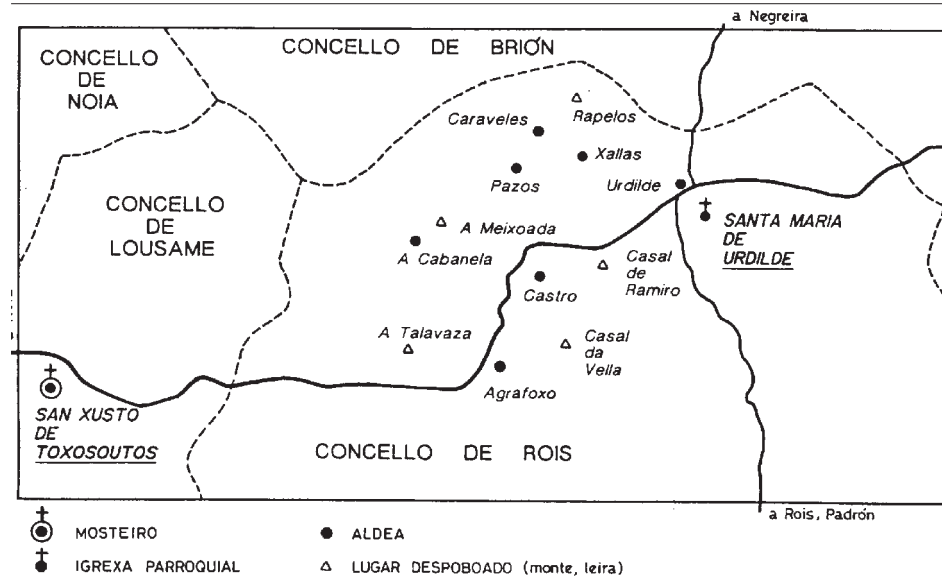 a Negreira
CONCELLO DE BRIÓN
CONCELLO
DE
NOIA
Rapelos
Caraveles
Xallas
Pazos
Urdilde
CONCELLO
DE
LOUSAME
A Meixoada
SANTA MARIA
DE
URDILDE
A Cabanela
Casal
de
Ramiro
Castro
A Talavaza
Casal
da
Vella
Agrafoxo
SAN XUSTO
DE
TOXOSOUTOS
CONCELLO DE ROIS
a Rois, Padrón
MOSTEIRO
ALDEA
IGREXA PARROQUIAL
LUGAR DESPOBOADO (monte, leira)